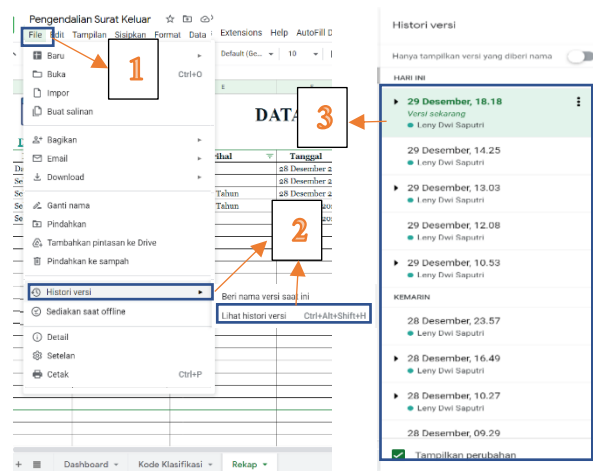 Pengendalian Surat Keluar
File Edit Tampilan Sisipkan Format Data Extensions Help AutoFill D
Baru
Buka Ctrl+O
Impor
Buat salinan
Bagikan
Email
Download
Ganti nama
Pindahkan
Tambahkan pintasan ke Drive
Pindahkan ke sampah
Histori versi
Sediakan saat offline
Detail
Setelan
Cetak Ctrl+P
Default (Ge... 10
E
DATA
ihal Tanggal
28 Desember 2
28 Desember 2
Tahun 28 Desember 2
Tahun
Beri nama versi saat ini
Lihat histori versi Ctrl+Alt+Shift+H
1
2
3
Dashboard Kode Klasifikasi Rekap
Histori versi
Hanya tampilkan versi yang diberi nama
HARI INI
29 Desember, 18.18
Versi sekarang
Leny Dwi Saputri
29 Desember, 14.25
Leny Dwi Saputri
29 Desember, 13.03
Leny Dwi Saputri
29 Desember, 12.08
Leny Dwi Saputri
29 Desember, 10.53
Leny Dwi Saputri
KEMARIN
28 Desember, 23.57
Leny Dwi Saputri
28 Desember, 16.49
Leny Dwi Saputri
28 Desember, 10.27
Leny Dwi Saputri
28 Desember, 09.29
Tampilkan perubahan